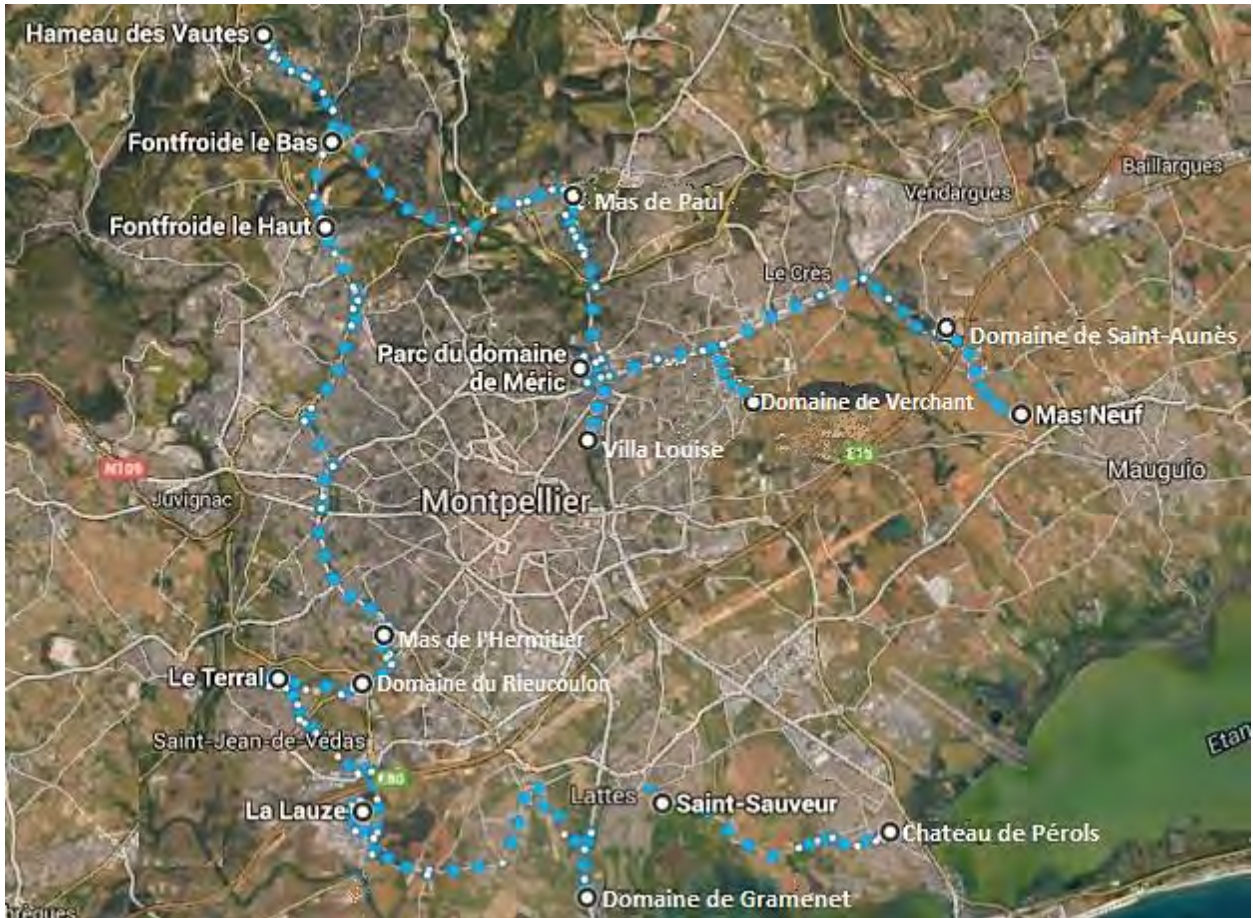 Hameau des Vautes
Fontfroide le Bas
Baillargues
Vendargues
Mas de Paul
Fontfroide le Haut
Le Crès
Domaine de Saint-Aunès
Parc du domaine
de Méric
Domaine de Verchant
Mas Neuf
Villa Louise
E15
N109
Mauguio
Juvignac
Montpellier
Mas de l'Hermitier
Le Terral
Domaine du Rieucoulon
Saint-Jean-de-Védas
Etan
E80
Lattes
La Lauze
Saint-Sauveur
Chateau de Pérols
Domaine de Gramenet